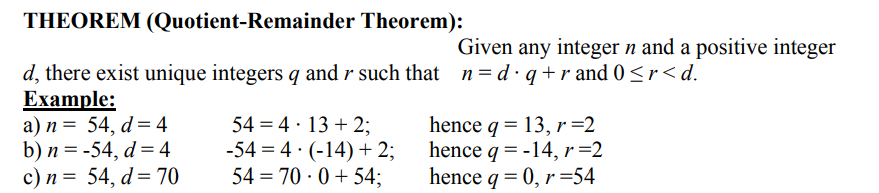 THEOREM (Quotient-Remainder Theorem):
Given any integer n and a positive integer
d, there exist unique integers q and r such that n = d · q + r and 0 ≤ r < d.
Example:
a) n = 54, d = 4 54 = 4 · 13 + 2; hence q = 13, r =2
b) n = -54, d = 4 -54 = 4 · (-14) + 2; hence q = -14, r =2
c) n = 54, d = 70 54 = 70 · 0 + 54; hence q = 0, r =54